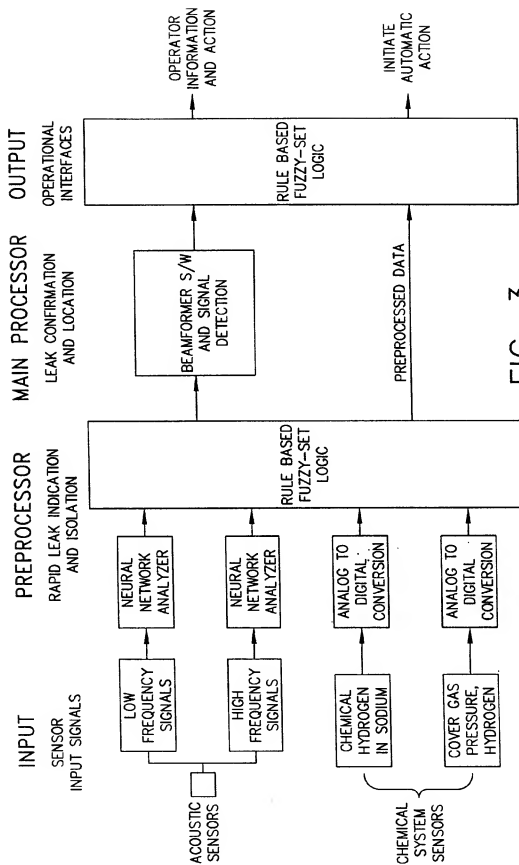 INPUT
SENSOR
INPUT SIGNALS
PREPROCESSOR
RAPID LEAK INDICATION
AND ISOLATION
MAIN PROCESSOR
LEAK CONFIRMATION
AND LOCATION
OUTPUT
OPERATIONAL
INTERFACES
ACOUSTIC
SENSORS
LOW
FREQUENCY
SIGNALS
NEURAL
NETWORK
ANALYZER
HIGH
FREQUENCY
SIGNALS
NEURAL
NETWORK
ANALYZER
CHEMICAL
SYSTEM
SENSORS
CHEMICAL
HYDROGEN
IN SODIUM
ANALOG TO
DIGITAL
CONVERSION
COVER GAS
PRESSURE,
HYDROGEN
ANALOG TO
DIGITAL
CONVERSION
RULE BASED
FUZZY-SET
LOGIC
BEAMFORMER S/W
AND SIGNAL
DETECTION
PREPROCESSED DATA
RULE BASED
FUZZY-SET
LOGIC
OPERATOR
INFORMATION
AND ACTION
INITIATE
AUTOMATIC
ACTION
FIG. 3